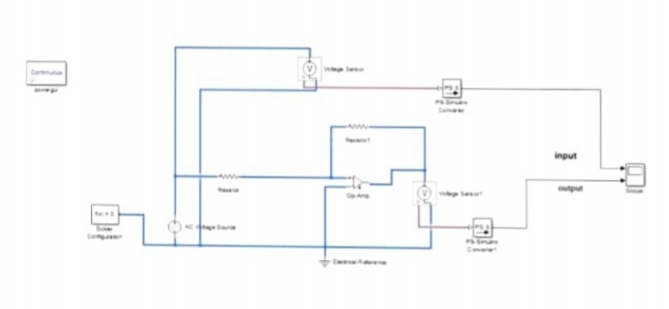 Continuous
powergui
Voltage Sensor
PS S
PS-Simulink
Converter
Resistor1
input
Resistor
Op-Amp
output
Scope
Voltage Sensor1
f(x) = 0
Solver
Configuration
AC Voltage Source
PS S
PS-Simulink
Converter1
Electrical Reference